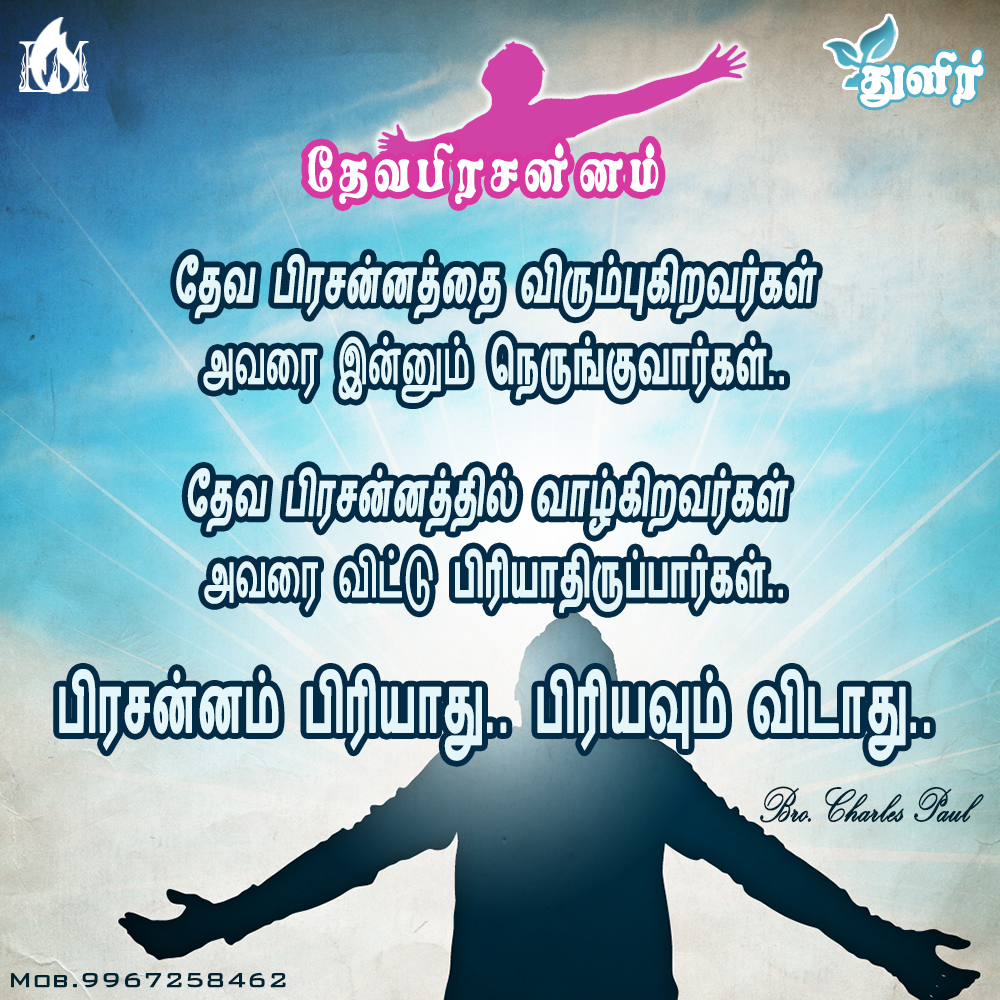 துளிர்
தேவபிரசன்னம்
தேவ பிரசன்னத்தை விரும்புகிறவர்கள்
அவரை இன்னும் நெருங்குவார்கள்..
தேவ பிரசன்னத்தில் வாழ்கிறவர்கள்
அவரை விட்டு பிரியாதிருப்பார்கள்..
பிரசன்னம் பிரியாது.. பிரியவும் விடாது..
Bro. Charles Paul
Mob.9967258462